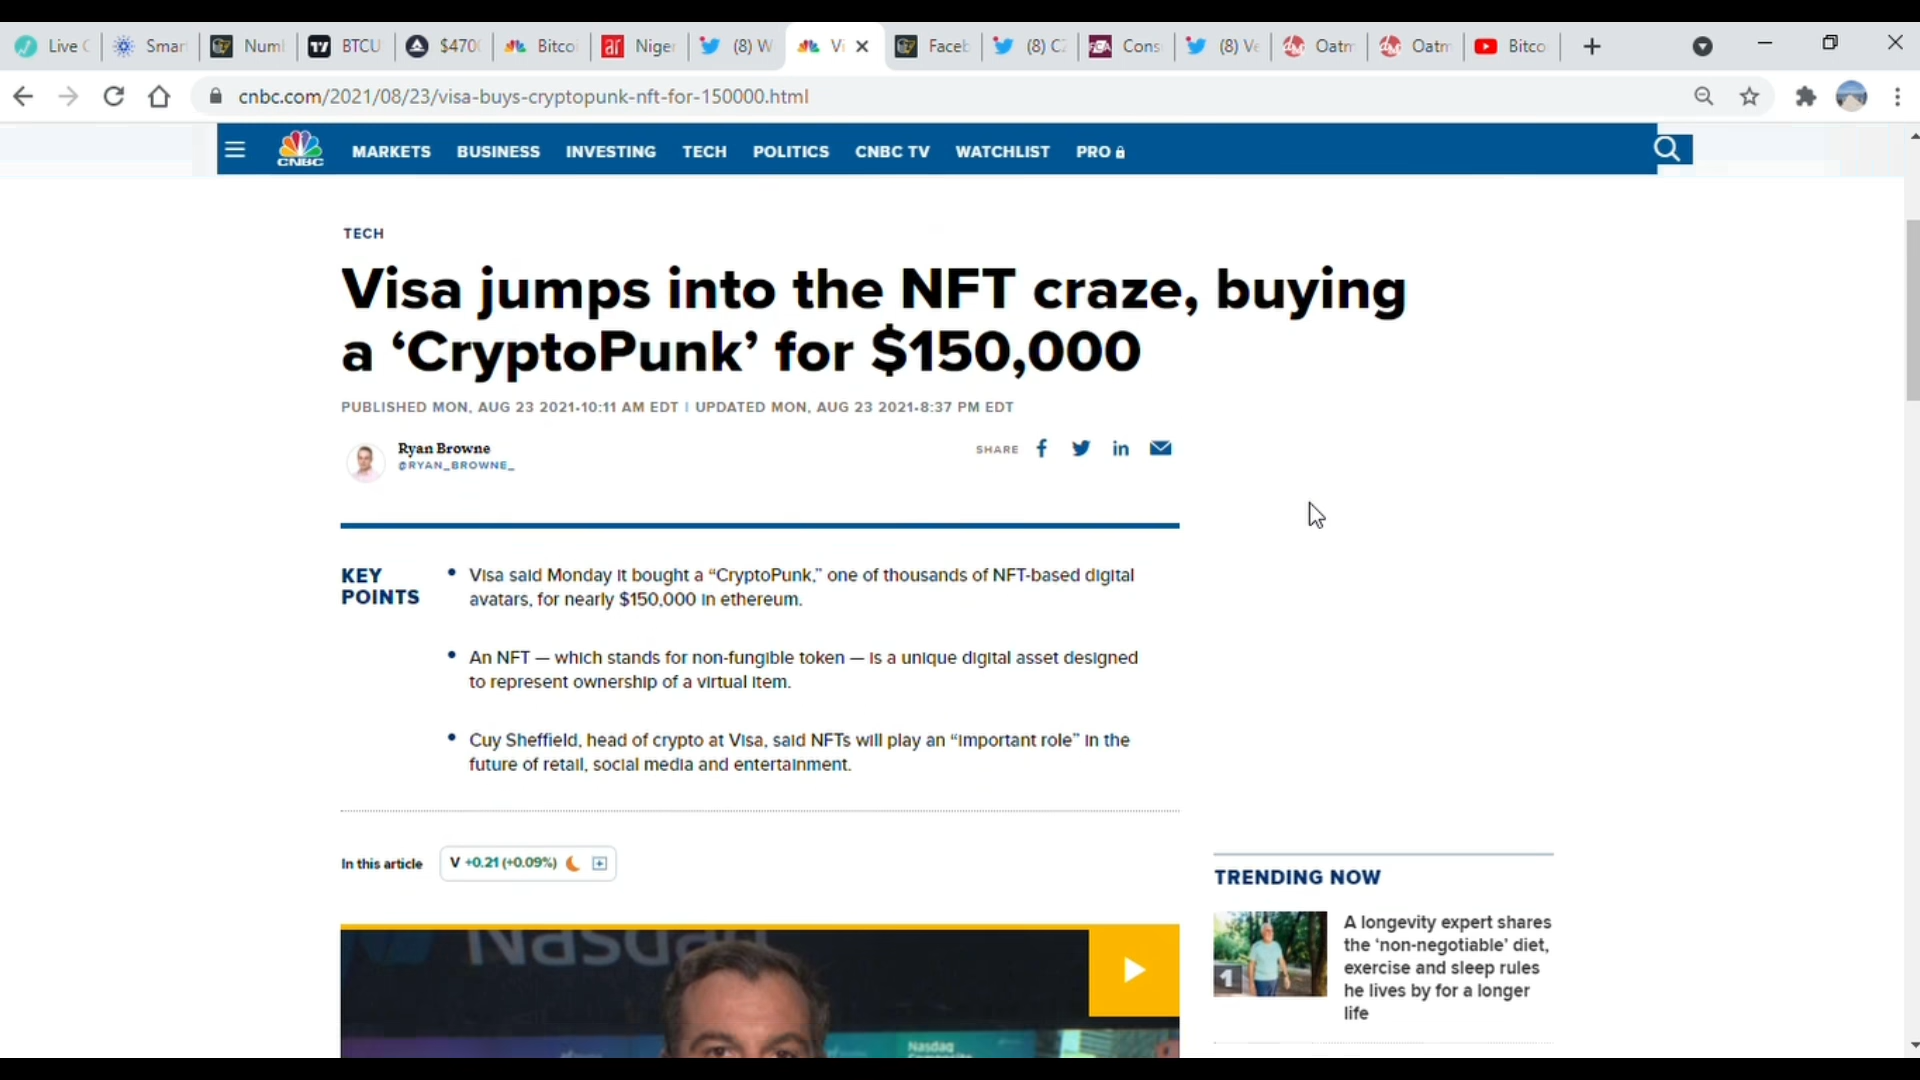 Live
Smar
Num
BTCU
$470
Bitco
Niger
(8) W
Vi
Faceb
(8) C
Cons
(8) Ve
Oatm
Oatm
Bitco
cnbc.com/2021/08/23/visa-buys-cryptopunk-nft-for-150000.html
CNBC
MARKETS
BUSINESS
INVESTING
TECH
POLITICS
CNBC TV
WATCHLIST
PRO
TECH
Visa jumps into the NFT craze, buying
a ‘CryptoPunk’ for $150,000
PUBLISHED MON, AUG 23 2021•10:11 AM EDT | UPDATED MON, AUG 23 2021•8:37 PM EDT
Ryan Browne
@RYAN_BROWNE_
SHARE
KEY
POINTS
• Visa said Monday it bought a “CryptoPunk,” one of thousands of NFT-based digital
avatars, for nearly $150,000 in ethereum.
• An NFT — which stands for non-fungible token — is a unique digital asset designed
to represent ownership of a virtual item.
• Cuy Sheffield, head of crypto at Visa, said NFTs will play an “important role” in the
future of retail, social media and entertainment.
In this article
V +0.21 (+0.09%)
Nasdaq
Nasdaq
Composite
TRENDING NOW
1
A longevity expert shares
the ‘non-negotiable’ diet,
exercise and sleep rules
he lives by for a longer
life